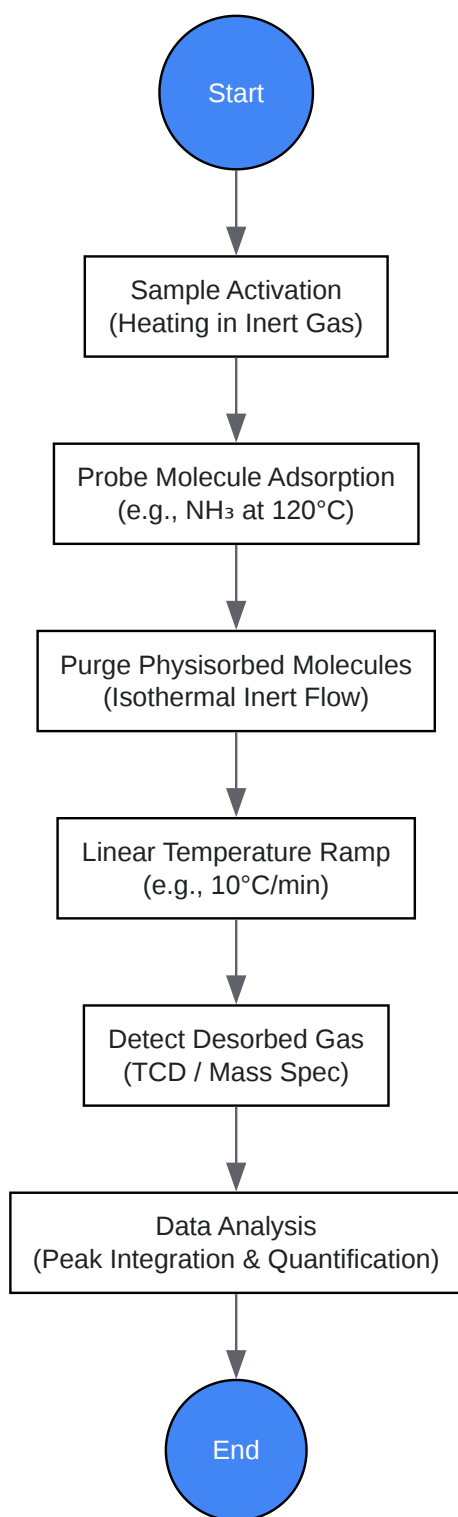 Start
Sample Activation
(Heating in Inert Gas)
Probe Molecule Adsorption
(e.g., NH₃ at 120°C)
Purge Physisorbed Molecules
(Isothermal Inert Flow)
Linear Temperature Ramp
(e.g., 10°C/min)
Detect Desorbed Gas
(TCD / Mass Spec)
Data Analysis
(Peak Integration & Quantification)
End